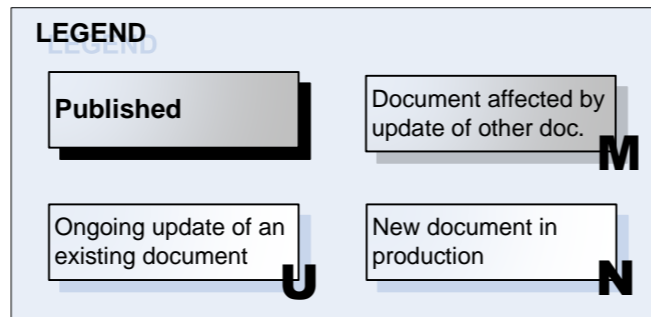 LEGEND
Published
Document affected by
update of other doc.
M
Ongoing update of an
existing document
U
New document in
production
N